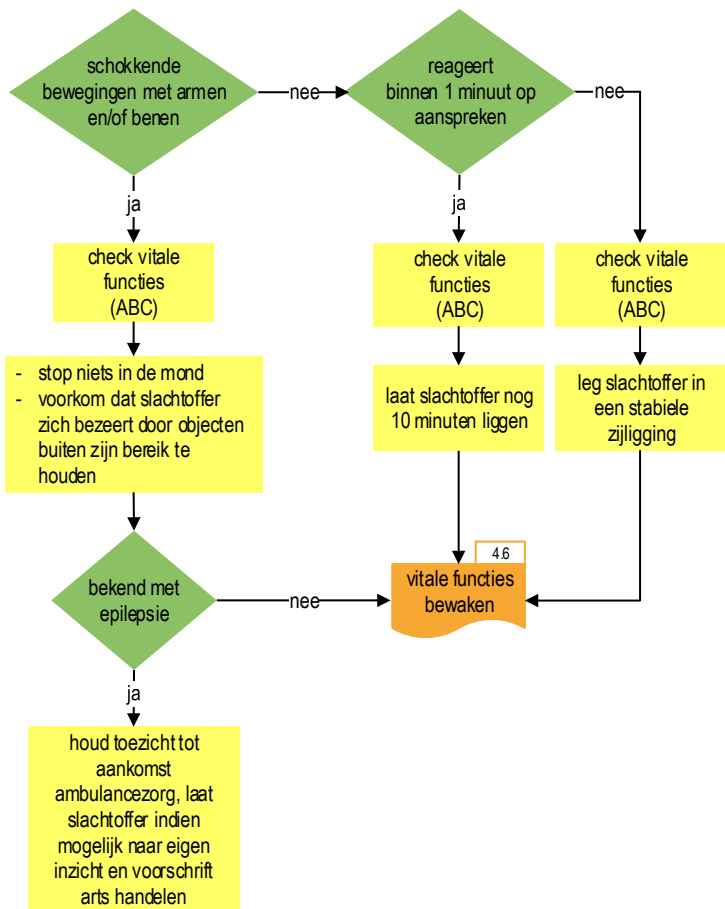 schokkende
bewegingen met armen
en/of benen
nee
reageert
binnen 1 minuut op
aanspreken
nee
ja
ja
check vitale
functies
(ABC)
check vitale
functies
(ABC)
check vitale
functies
(ABC)
- stop niets in de mond
- voorkom dat slachtoffer
zich bezeert door objecten
buiten zijn bereik te
houden
laat slachtoffer nog
10 minuten liggen
leg slachtoffer in
een stabiele
zijligging
bekend met
epilepsie
nee
4.6
vitale functies
bewaken
ja
houd toezicht tot
aankomst
ambulancezorg, laat
slachtoffer indien
mogelijk naar eigen
inzicht en voorschrift
arts handelen